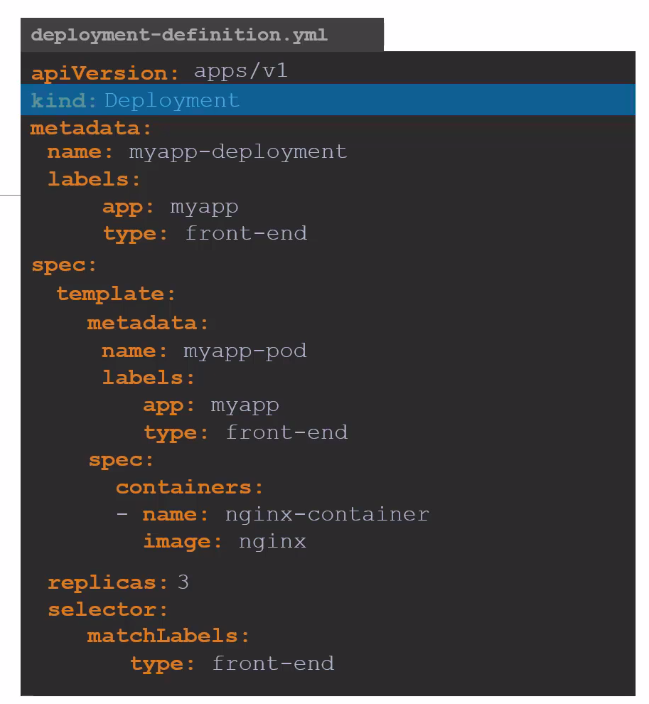 deployment-definition.yml
apiVersion: apps/v1
kind: Deployment
metadata:
  name: myapp-deployment
  labels:
      app: myapp
      type: front-end
spec:
  template:
     metadata:
      name: myapp-pod
      labels:
         app: myapp
         type: front-end
     spec:
       containers:
       - name: nginx-container
         image: nginx
  replicas: 3
  selector:
     matchLabels:
        type: front-end